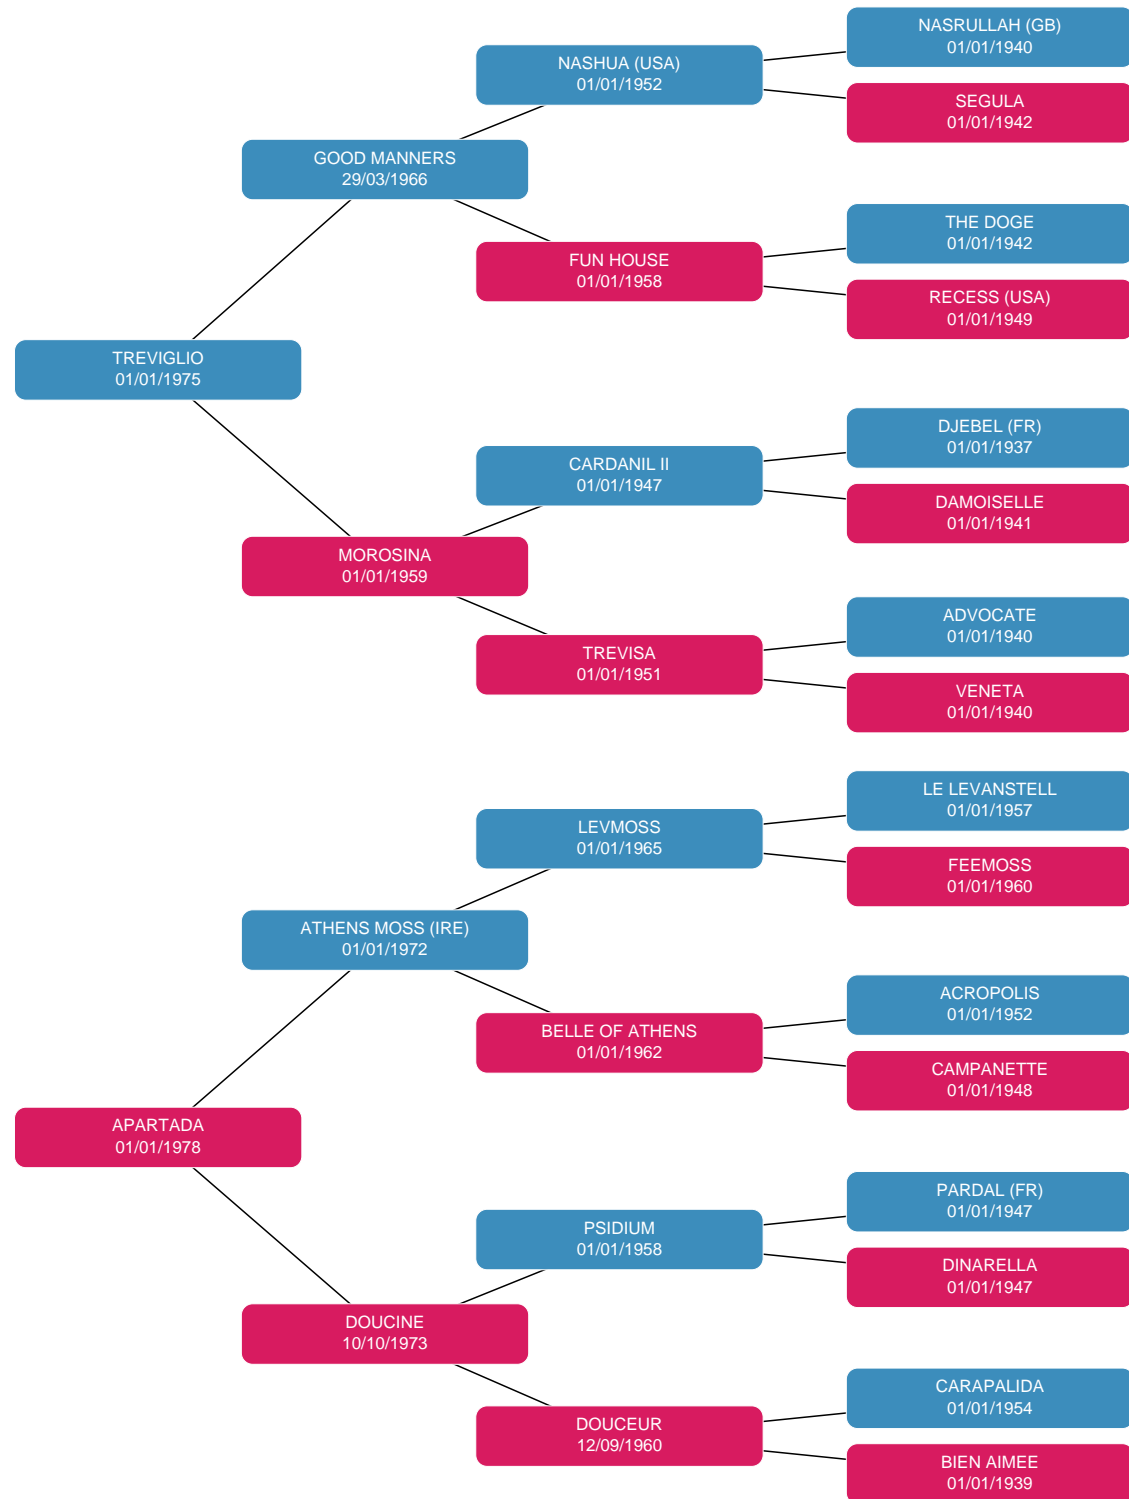 NASRULLAH (GB)
01/01/1940
NASHUA (USA)
01/01/1952
SEGULA
01/01/1942
GOOD MANNERS
29/03/1966
THE DOGE
01/01/1942
FUN HOUSE
01/01/1958
RECESS (USA)
01/01/1949
TREVIGLIO
01/01/1975
DJEBEL (FR)
01/01/1937
CARDANIL II
01/01/1947
DAMOISELLE
01/01/1941
MOROSINA
01/01/1959
ADVOCATE
01/01/1940
TREVISA
01/01/1951
VENETA
01/01/1940
LE LEVANSTELL
01/01/1957
LEVMOSS
01/01/1965
FEEMOSS
01/01/1960
ATHENS MOSS (IRE)
01/01/1972
ACROPOLIS
01/01/1952
BELLE OF ATHENS
01/01/1962
CAMPANETTE
01/01/1948
APARTADA
01/01/1978
PARDAL (FR)
01/01/1947
PSIDIUM
01/01/1958
DINARELLA
01/01/1947
DOUCINE
10/10/1973
CARAPALIDA
01/01/1954
DOUCEUR
12/09/1960
BIEN AIMEE
01/01/1939